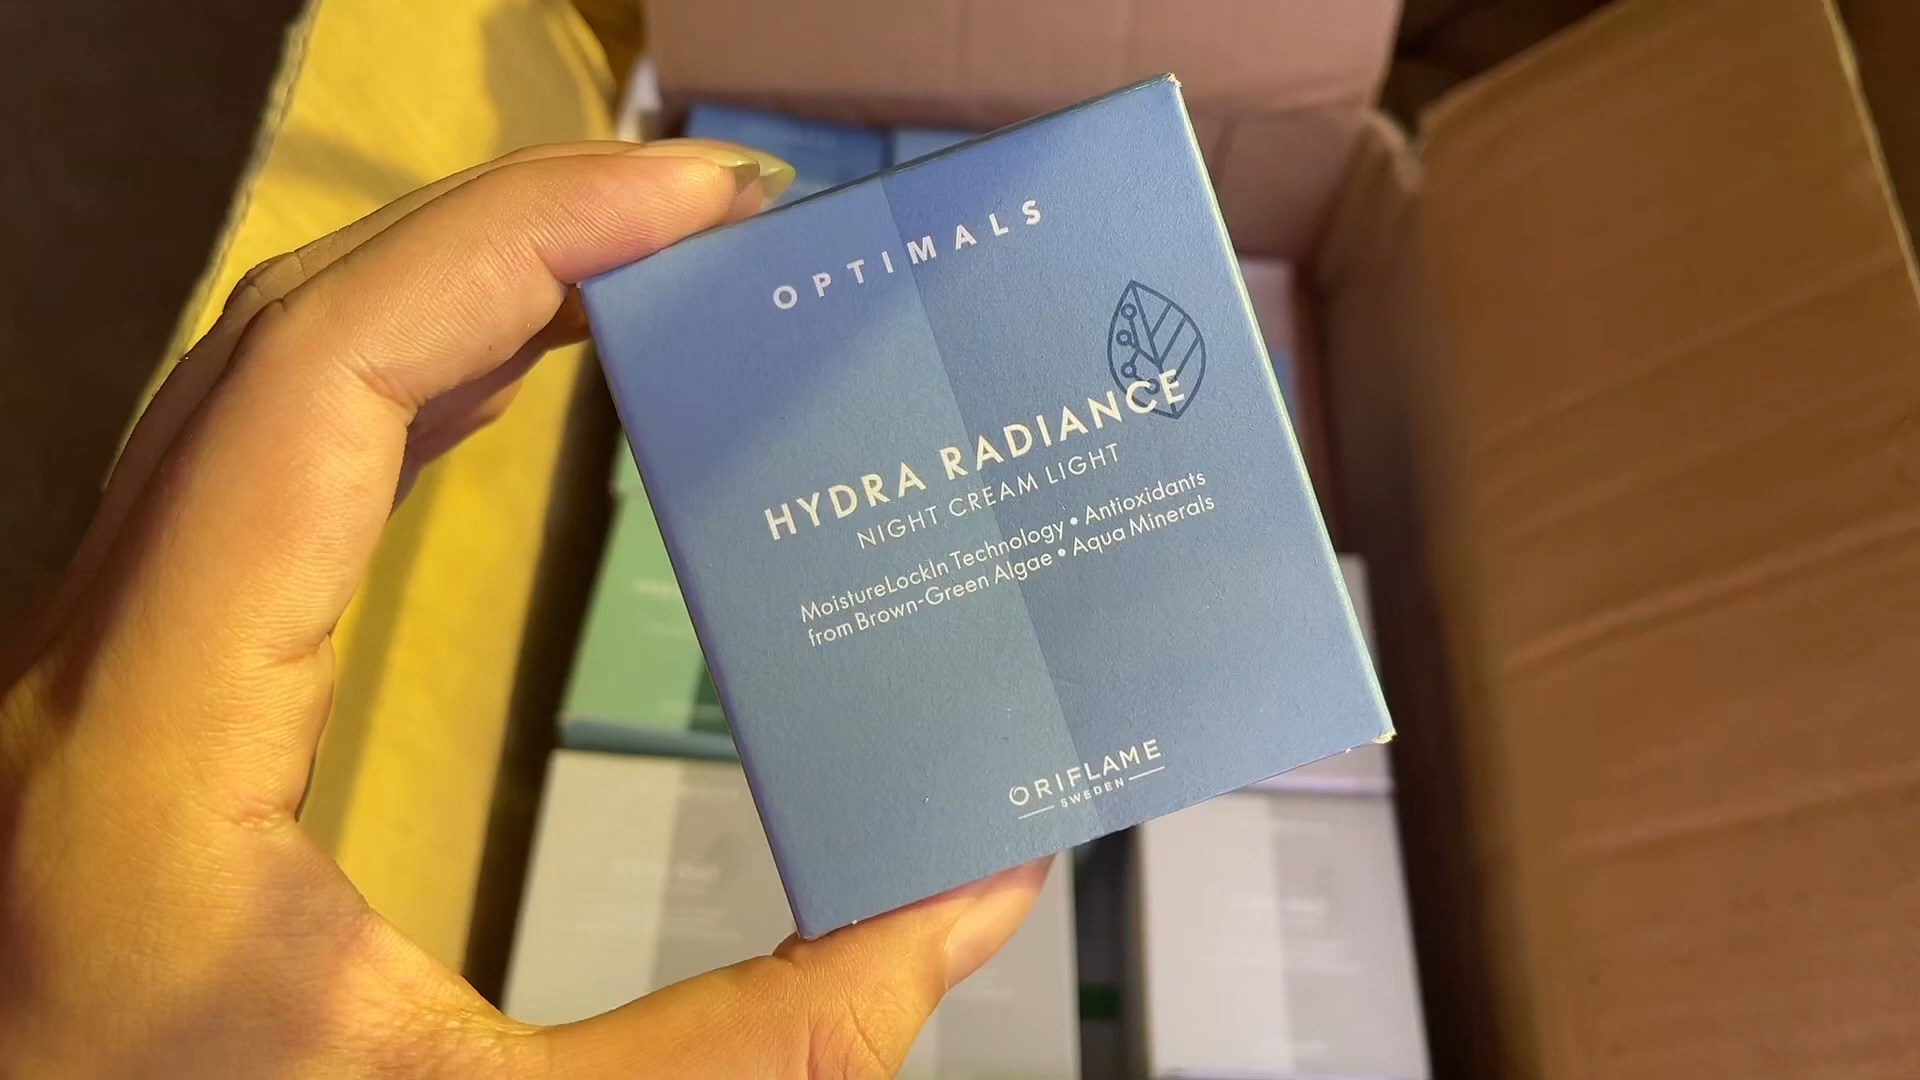 OPTIMALS
HYDRA RADIANCE
NIGHT CREAM LIGHT
MoistureLockIn Technology • Antioxidants
from Brown-Green Algae • Aqua Minerals
ORIFLAME
SWEDEN